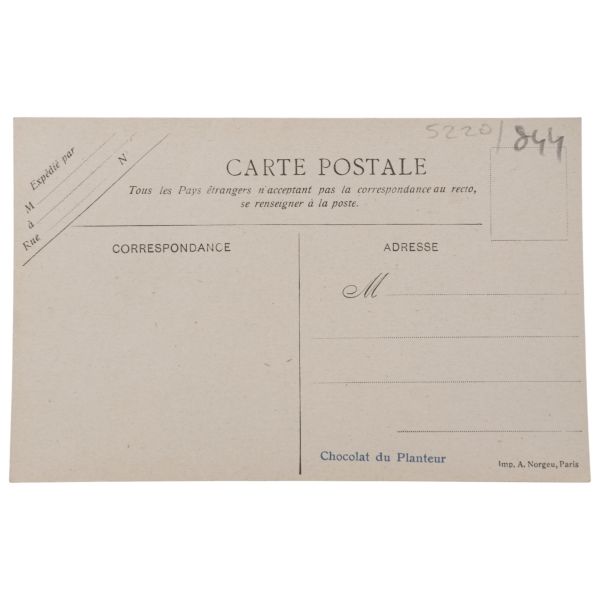 5220/844
Expédié par
M
à
Rue
N°
CARTE POSTALE
Tous les Pays étrangers n'acceptent pas la correspondance au recto,
se renseigner à la poste.
CORRESPONDANCE
ADRESSE
M
Chocolat du Planteur
Imp. A. Norgeu, Paris